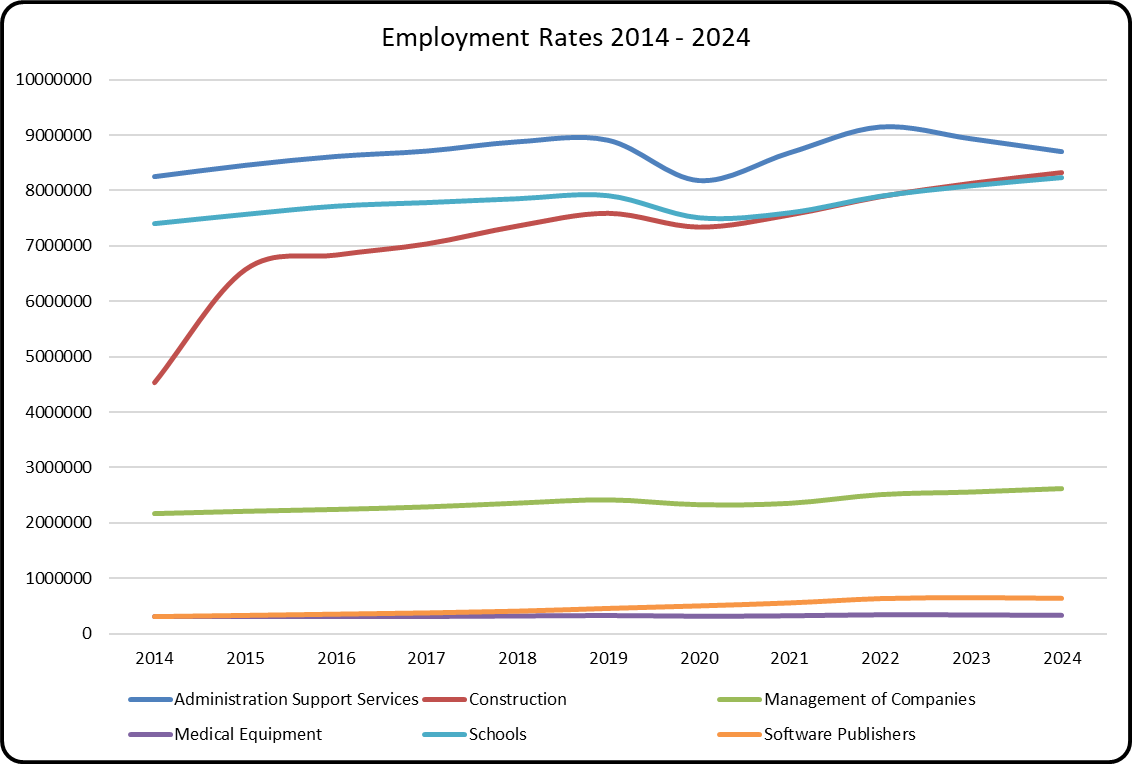 Employment Rates 2014 - 2024
10000000
9000000
8000000
7000000
6000000
5000000
4000000
3000000
2000000
1000000
0
2014 2015 2016 2017 2018 2019 2020 2021 2022 2023 2024
Administration Support Services Construction Management of Companies
Medical Equipment Schools Software Publishers